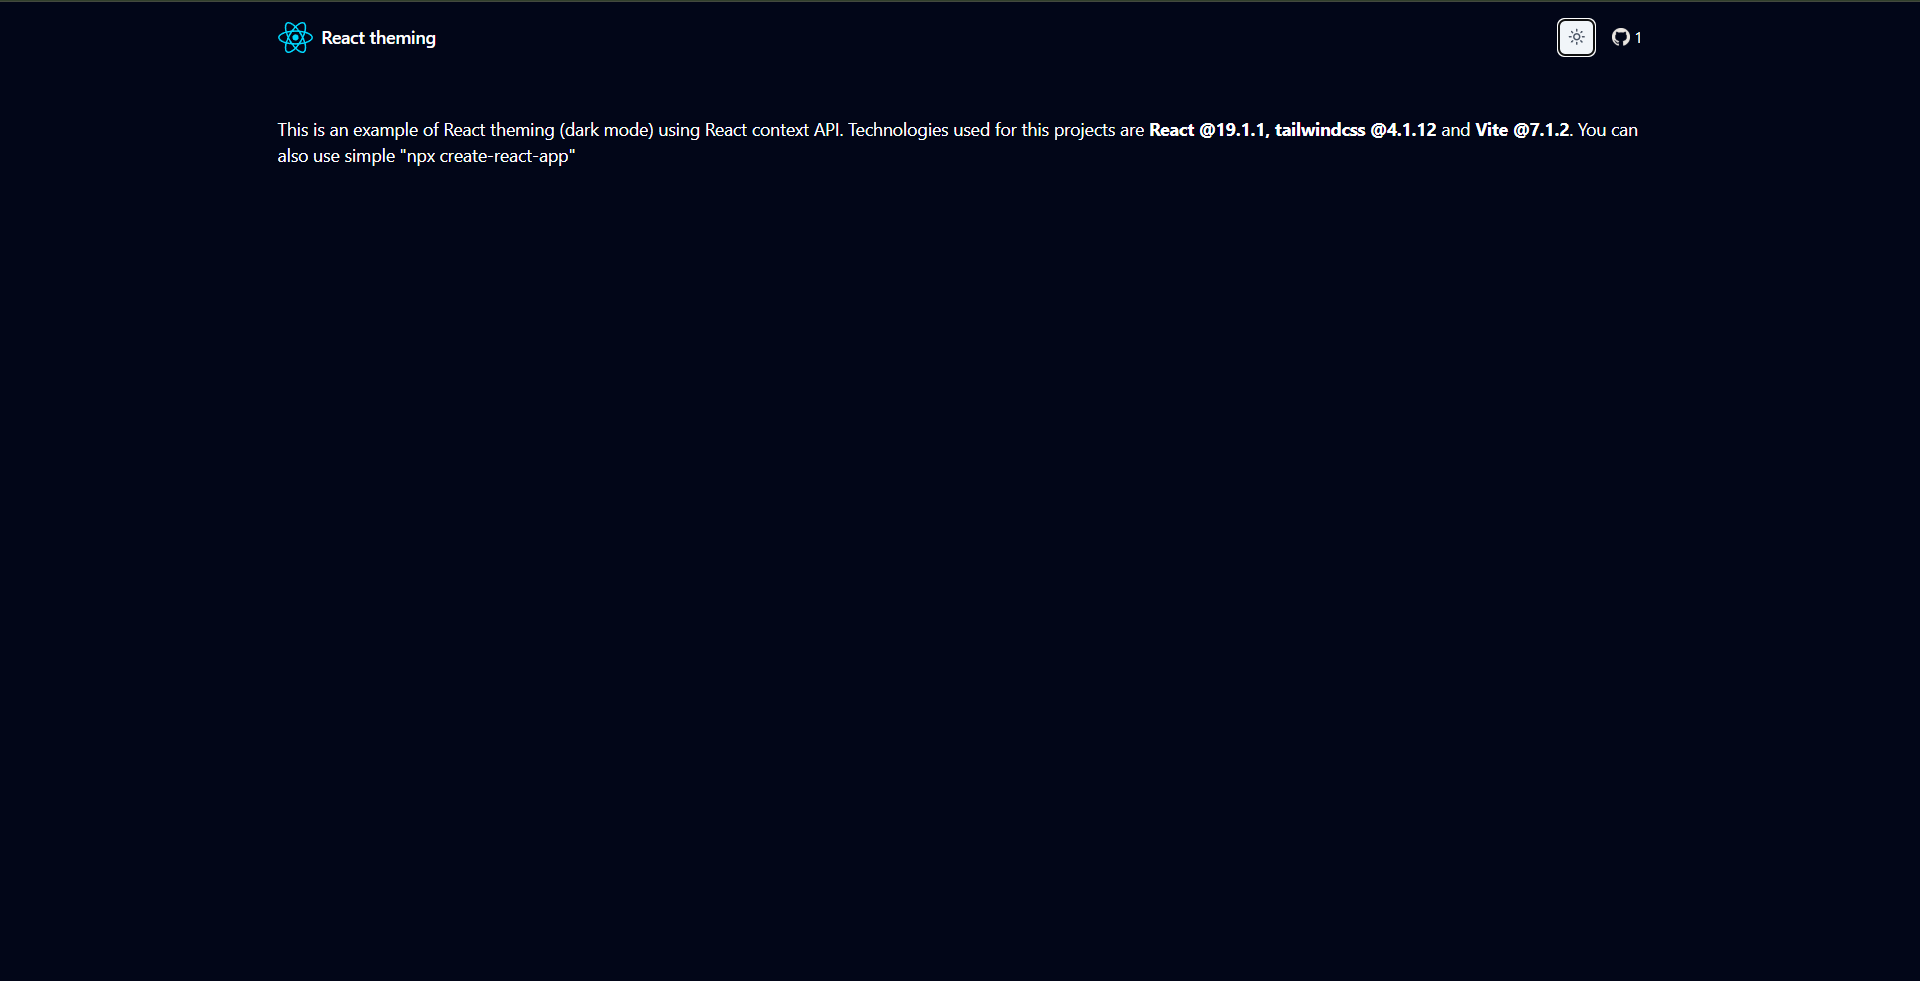 React theming
1
This is an example of React theming (dark mode) using React context API. Technologies used for this projects are React @19.1.1, tailwindcss @4.1.12 and Vite @7.1.2. You can
also use simple "npx create-react-app"